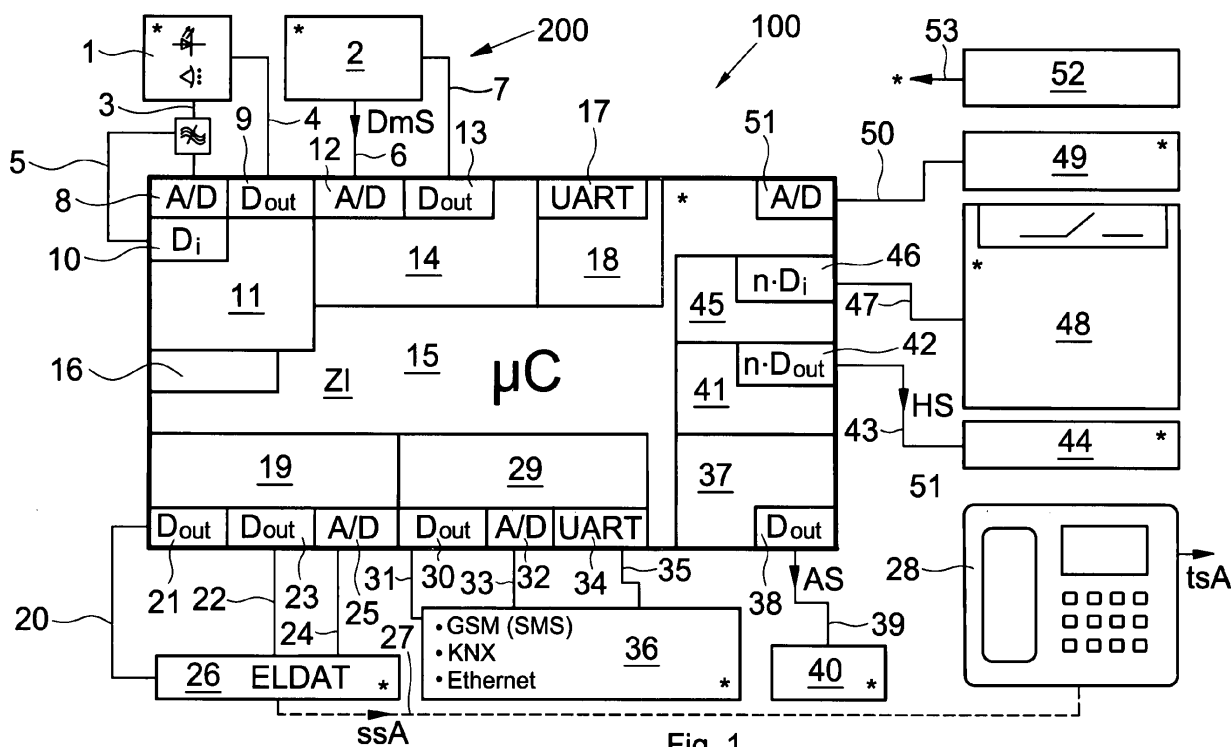 *
*
200
100
53
1
2
*
52
3
9
4
7
17
51
50
49
*
5
12
DmS
6
13
8
A/D
Dout
A/D
Dout
UART
*
A/D
10
Di
46
*
14
18
n·Di
11
45
47
48
15
42
16
ZI
µC
n·Dout
41
HS
43
44
*
19
29
37
51
Dout
Dout
A/D
Dout
A/D
UART
Dout
31
30
33
32
34
35
28
21
22
23
25
38
AS
tsA
20
24
27
39
• GSM (SMS)
• KNX
• Ethernet
36
*
26
ELDAT
*
40
*
ssA
Fig. 1